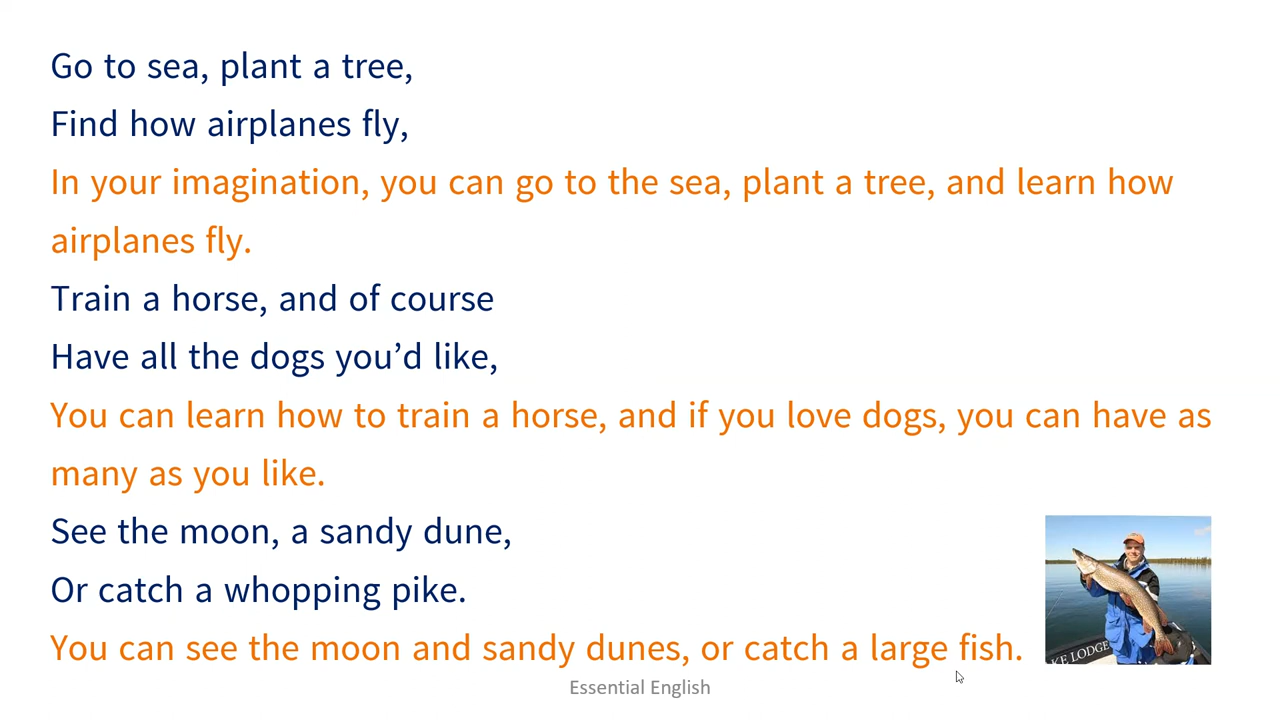 Go to sea, plant a tree,
Find how airplanes fly,
In your imagination, you can go to the sea, plant a tree, and learn how
airplanes fly.
Train a horse, and of course
Have all the dogs you’d like,
You can learn how to train a horse, and if you love dogs, you can have as
many as you like.
See the moon, a sandy dune,
Or catch a whopping pike.
You can see the moon and sandy dunes, or catch a large fish.
KE LODGE
Essential English